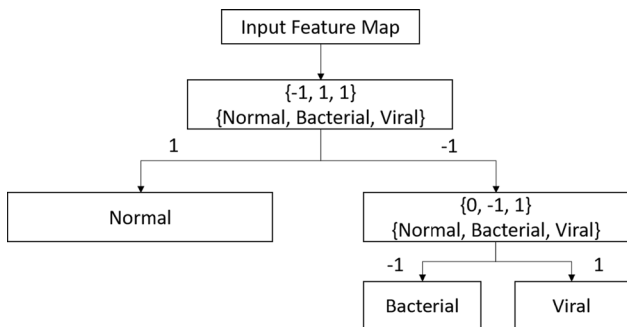 Input Feature Map
{-1, 1, 1}
{Normal, Bacterial, Viral}
1
-1
Normal
{0, -1, 1}
{Normal, Bacterial, Viral}
-1
1
Bacterial
Viral